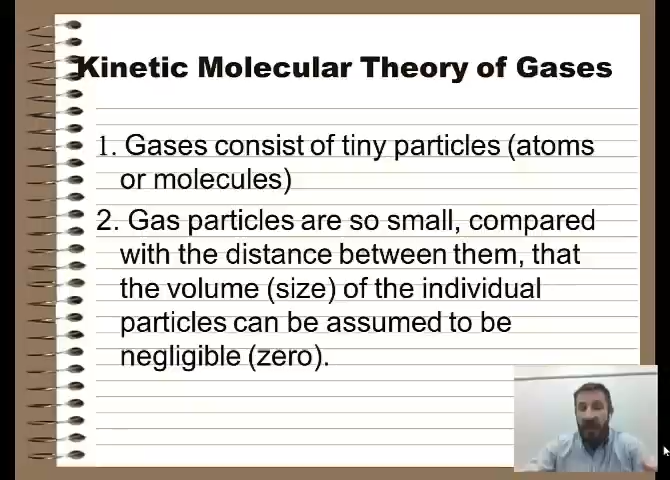 Kinetic Molecular Theory of Gases
1. Gases consist of tiny particles (atoms
or molecules)
2. Gas particles are so small, compared
with the distance between them, that
the volume (size) of the individual
particles can be assumed to be
negligible (zero).